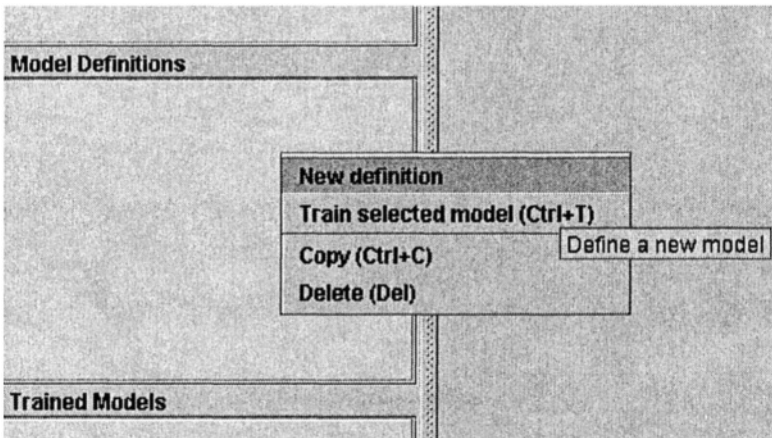 Model Definitions
New definition
Train selected model (Ctrl+T)
Define a new model
Copy (Ctrl+C)
Delete (Del)
Trained Models